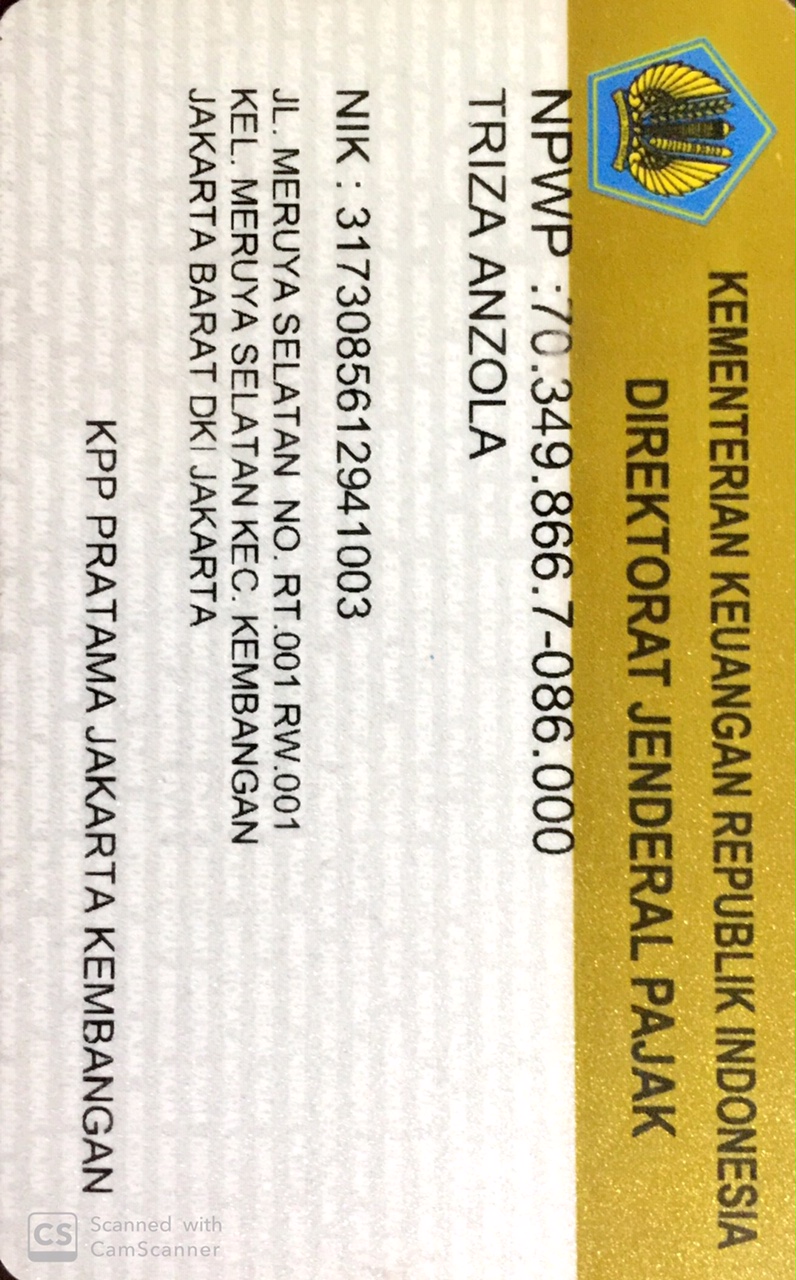 KEMENTERIAN KEUANGAN REPUBLIK INDONESIA
DIREKTORAT JENDERAL PAJAK
NPWP :70.349.866.7-086.000
TRIZA ANZOLA
NIK : 3173085612941003
JL. MERUYA SELATAN NO. RT.001 RW.001
KEL. MERUYA SELATAN KEC. KEMBANGAN
JAKARTA BARAT DKI JAKARTA
KPP PRATAMA JAKARTA KEMBANGAN
CS Scanned with
CamScanner